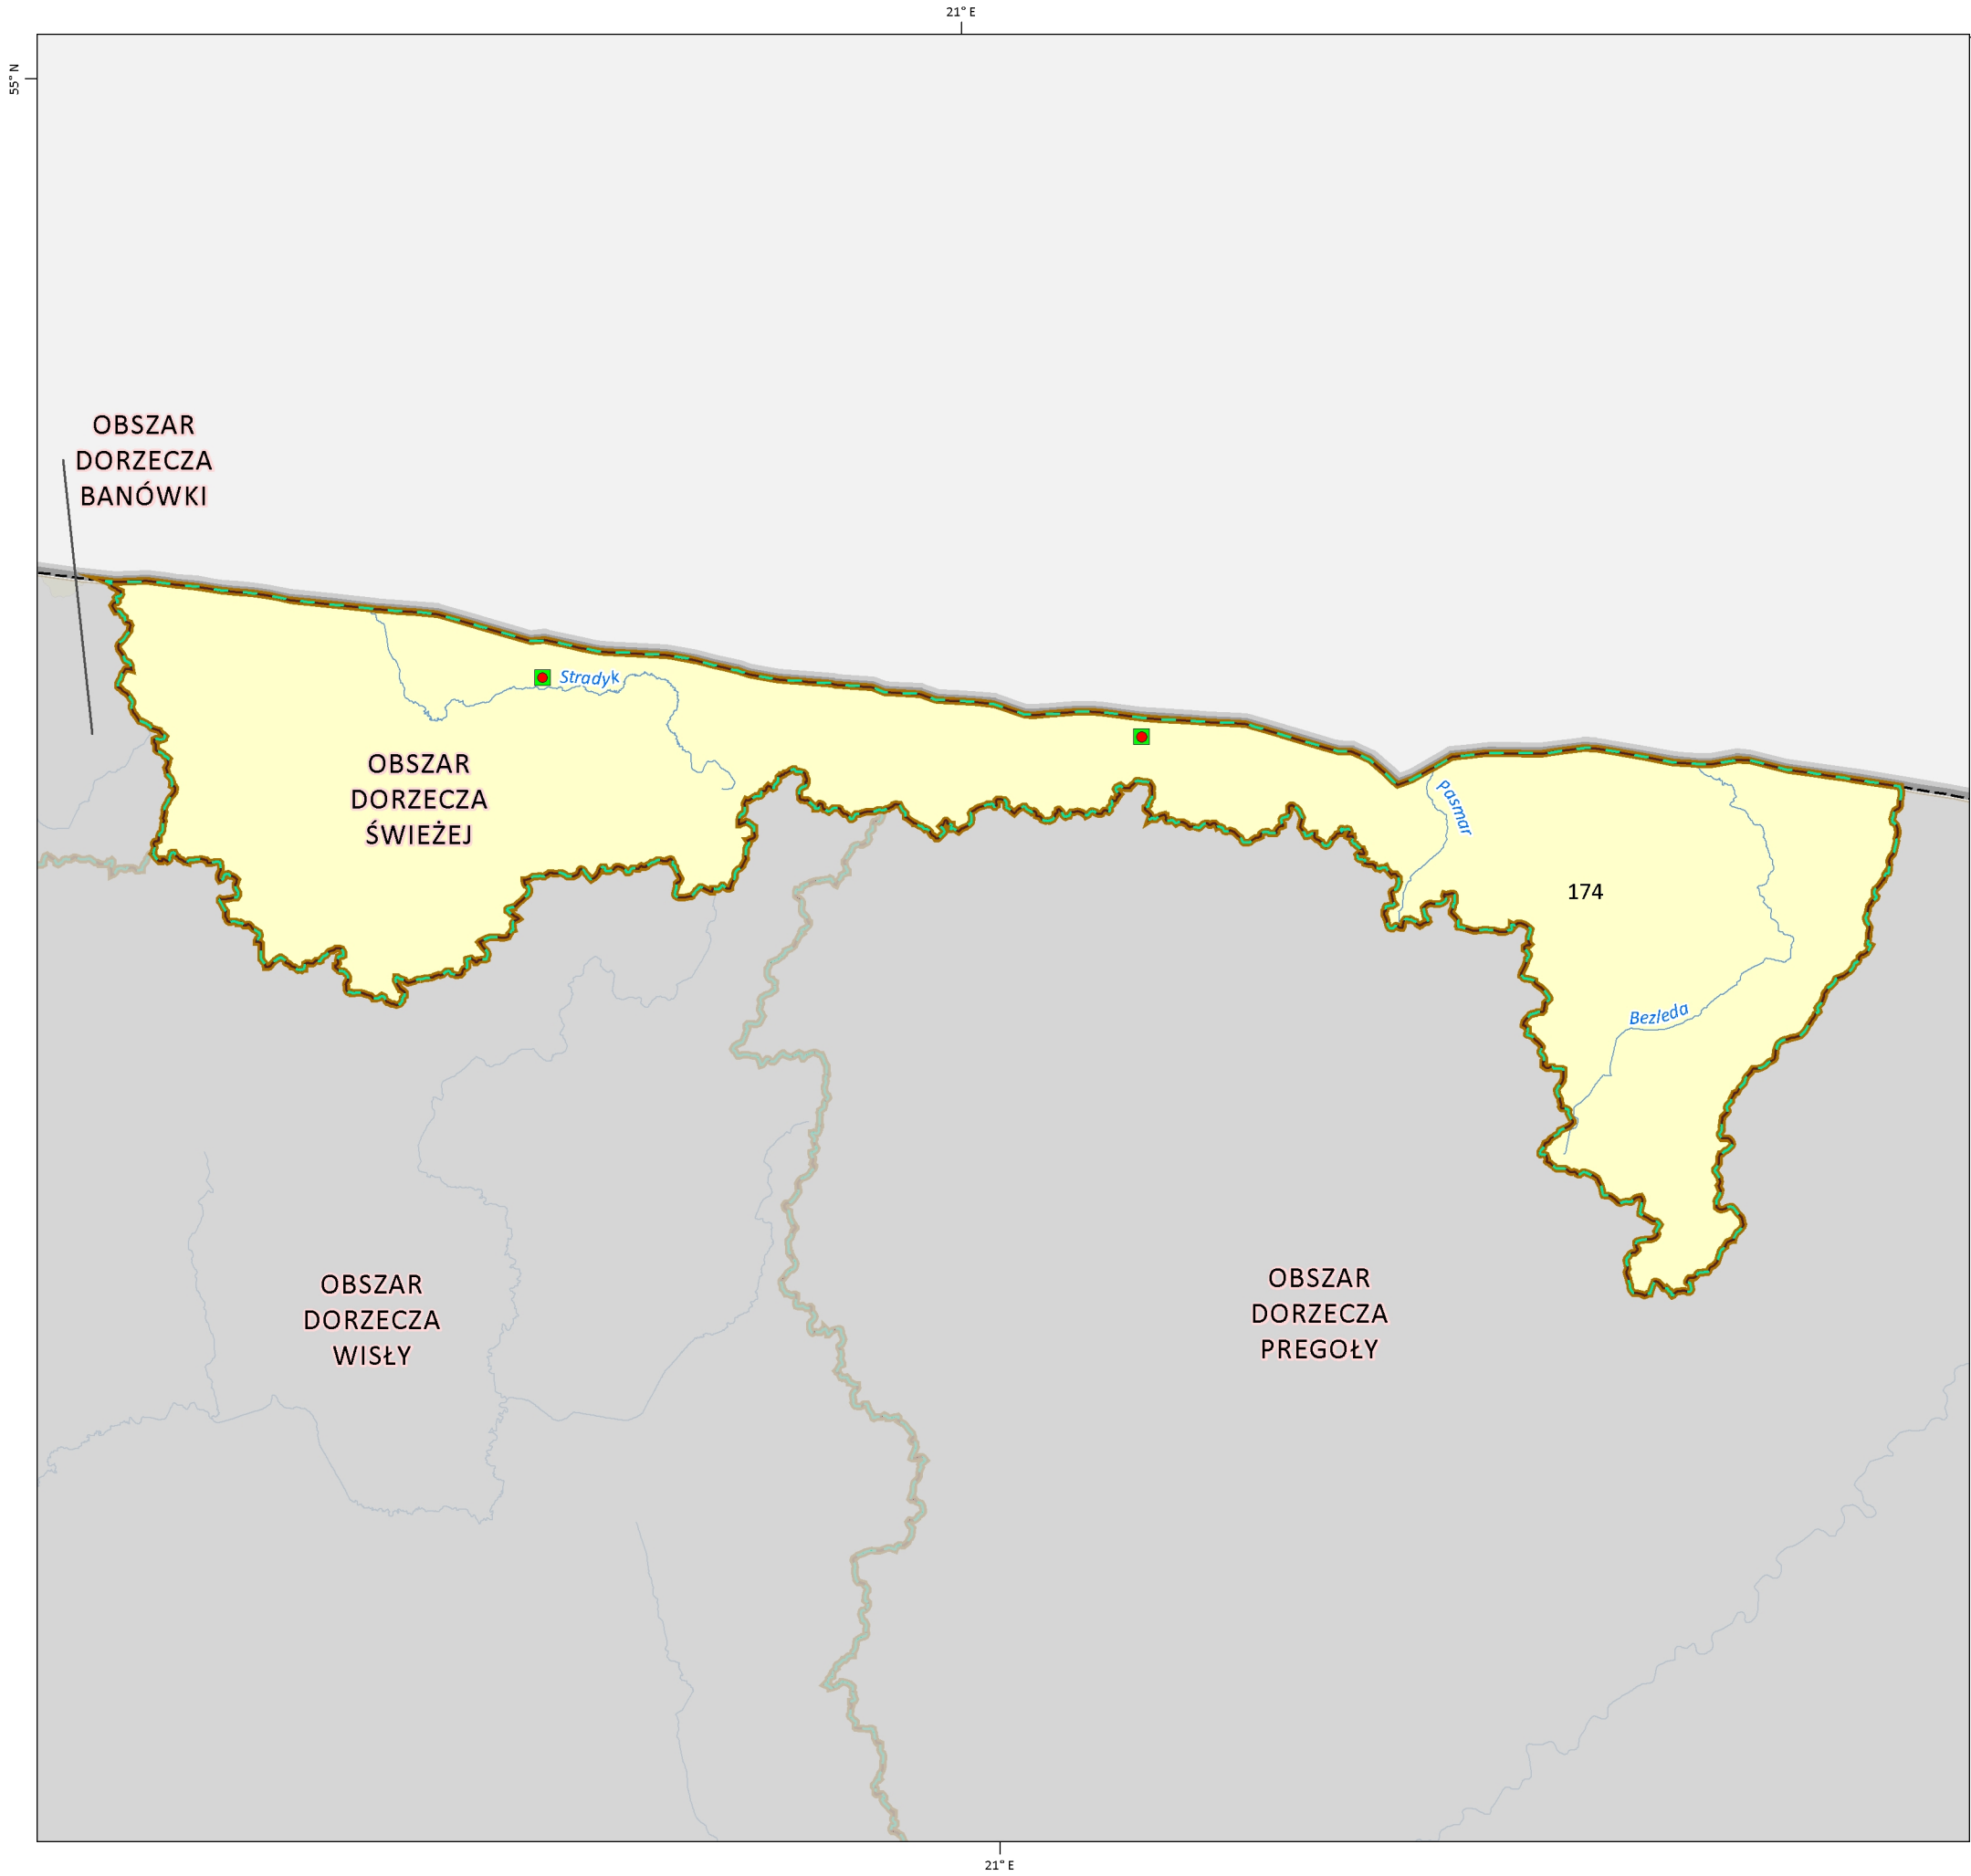 21° E
55° N
OBSZAR
DORZECZA
BANÓWKI
Stradyk
OBSZAR
DORZECZA
ŚWIEŻEJ
Pasmar
174
Bezleda
OBSZAR
DORZECZA
WISŁY
OBSZAR
DORZECZA
PREGOŁY
21° E